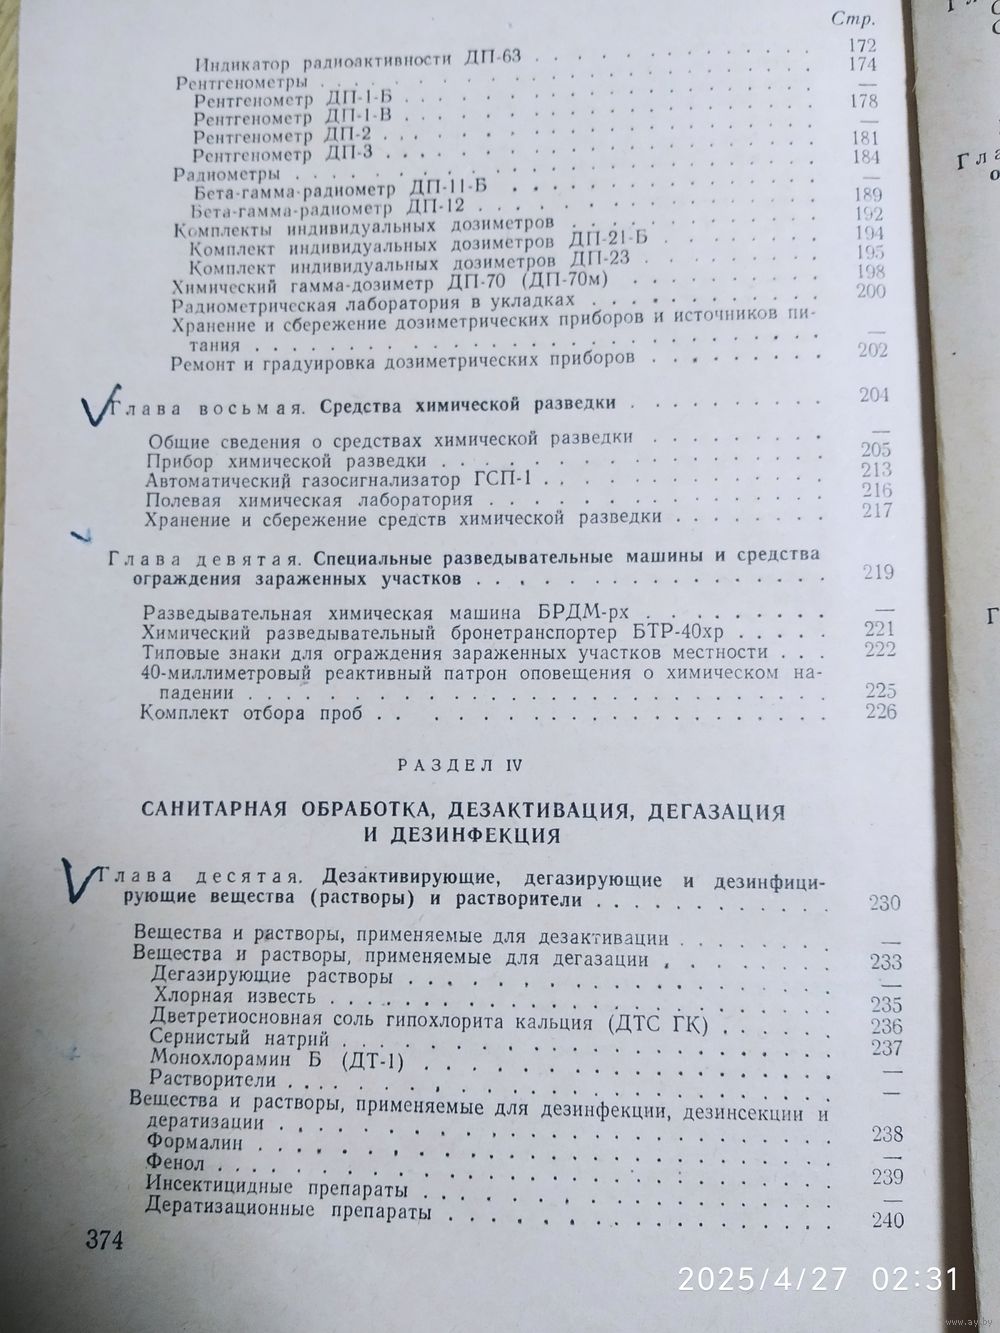 Стр.
Индикатор радиоактивности ДП-63 . . . . . . . . . . 172
Рентгенометры . . . . . . . . . . 174
Рентгенометр ДП-1-Б . . . . . . . . . . —
Рентгенометр ДП-1-В . . . . . . . . . . 178
Рентгенометр ДП-2 . . . . . . . . . . —
Рентгенометр ДП-3 . . . . . . . . . . 181
Радиометры . . . . . . . . . . 184
Бета-гамма-радиометр ДП-11-Б . . . . . . . . . . —
Бета-гамма-радиометр ДП-12 . . . . . . . . . . 189
Комплекты индивидуальных дозиметров . . . . . . . . 192
Комплект индивидуальных дозиметров ДП-21-Б . . . . . 194
Комплект индивидуальных дозиметров ДП-23 . . . . . . 195
Химический гамма-дозиметр ДП-70 (ДП-70м) . . . . . . 198
Радиометрическая лаборатория в укладках . . . . . . . 200
Хранение и сбережение дозиметрических приборов и источников пи-
тания . . . . . . . . . . —
Ремонт и градуировка дозиметрических приборов . . . . . . . 202
Глава восьмая. Средства химической разведки . . . . . . . . 204
Общие сведения о средствах химической разведки . . . . . . . —
Прибор химической разведки . . . . . . . . . . 205
Автоматический газосигнализатор ГСП-1 . . . . . . . . . . 213
Полевая химическая лаборатория . . . . . . . . . . 216
Хранение и сбережение средств химической разведки . . . . . . 217
Глава девятая. Специальные разведывательные машины и средства
ограждения зараженных участков . . . . . . . . . . 219
Разведывательная химическая машина БРДМ-рх . . . . . . . —
Химический разведывательный бронетранспортер БТР-40хр . . . . . 221
Типовые знаки для ограждения зараженных участков местности . . . 222
40-миллиметровый реактивный патрон оповещения о химическом на-
падении . . . . . . . . . . 225
Комплект отбора проб . . . . . . . . . . 226
РАЗДЕЛ IV
САНИТАРНАЯ ОБРАБОТКА, ДЕЗАКТИВАЦИЯ, ДЕГАЗАЦИЯ
И ДЕЗИНФЕКЦИЯ
Глава десятая. Дезактивирующие, дегазирующие и дезинфици-
рующие вещества (растворы) и растворители . . . . . . . . . 230
Вещества и растворы, применяемые для дезактивации . . . . . . —
Вещества и растворы, применяемые для дегазации . . . . . . . 233
Дегазирующие растворы . . . . . . . . . . —
Хлорная известь . . . . . . . . . . 235
Дветретиосновная соль гипохлорита кальция (ДТС ГК) . . . . . 236
Сернистый натрий . . . . . . . . . . 237
Монохлорамин Б (ДТ-1) . . . . . . . . . . —
Растворители . . . . . . . . . . —
Вещества и растворы, применяемые для дезинфекции, дезинсекции и
дератизации . . . . . . . . . . 238
Формалин . . . . . . . . . . —
Фенол . . . . . . . . . . 239
Инсектицидные препараты . . . . . . . . . . —
Дератизационные препараты . . . . . . . . . . 240
374
2025/4/27 02:31
www.ay.by